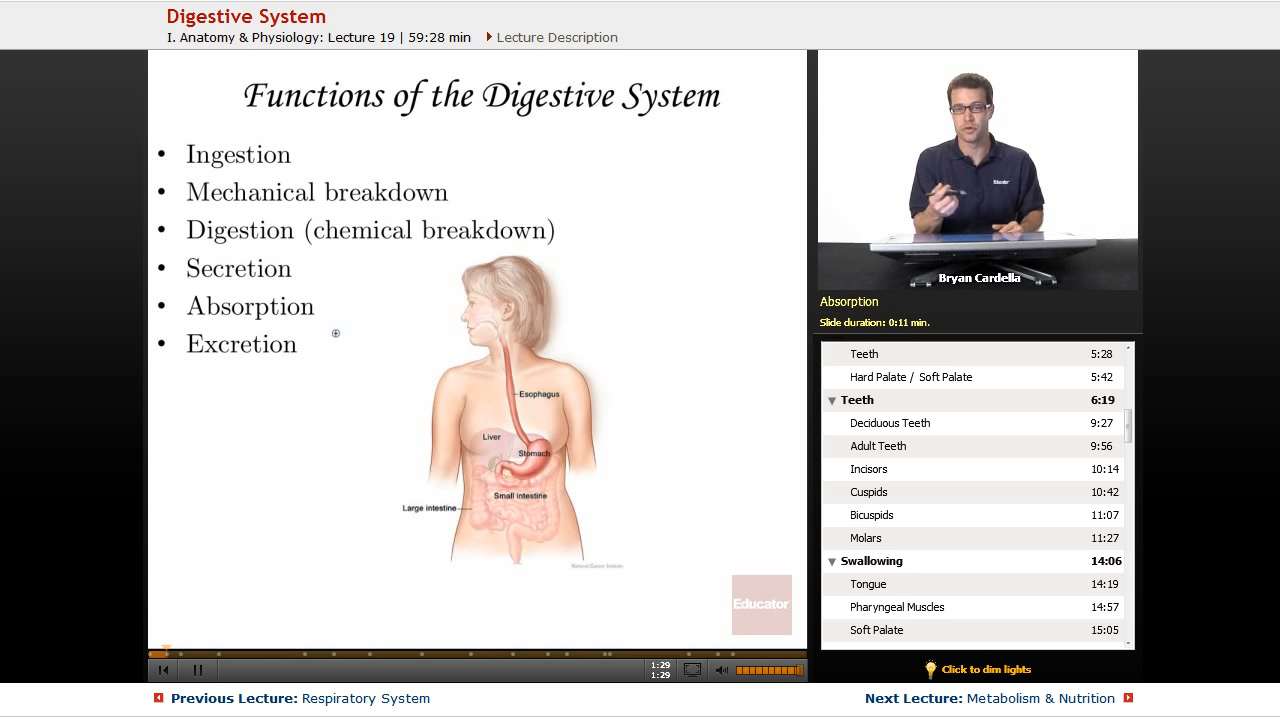 Digestive System
I. Anatomy & Physiology: Lecture 19 | 59:28 min Lecture Description
Functions of the Digestive System
• Ingestion
• Mechanical breakdown
• Digestion (chemical breakdown)
• Secretion
• Absorption
• Excretion
Esophagus
Liver
Stomach
Small intestine
Large intestine
National Cancer Institute
Educator
1:29
1:29
Educator
Bryan Cardella
Absorption
Slide duration: 0:11 min.
Teeth 5:28
Hard Palate / Soft Palate 5:42
Teeth 6:19
Deciduous Teeth 9:27
Adult Teeth 9:56
Incisors 10:14
Cuspids 10:42
Bicuspids 11:07
Molars 11:27
Swallowing 14:06
Tongue 14:19
Pharyngeal Muscles 14:57
Soft Palate 15:05
Click to dim lights
Previous Lecture: Respiratory System
Next Lecture: Metabolism & Nutrition